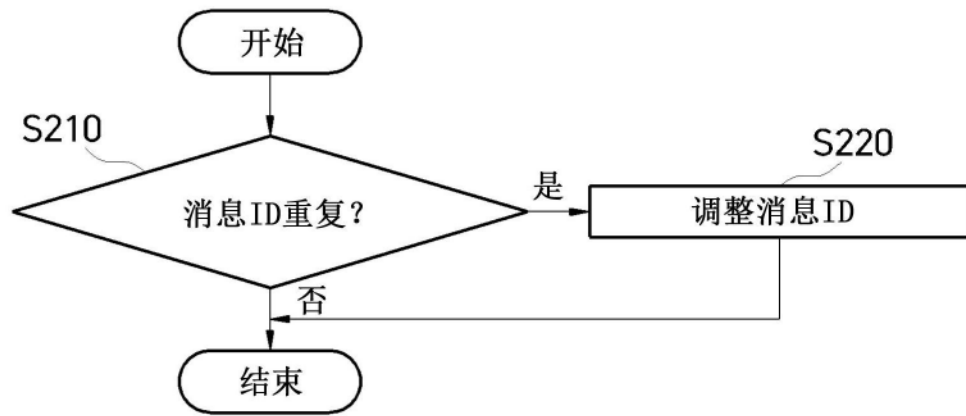 开始
S210
消息ID重复？
是
S220
调整消息ID
否
结束